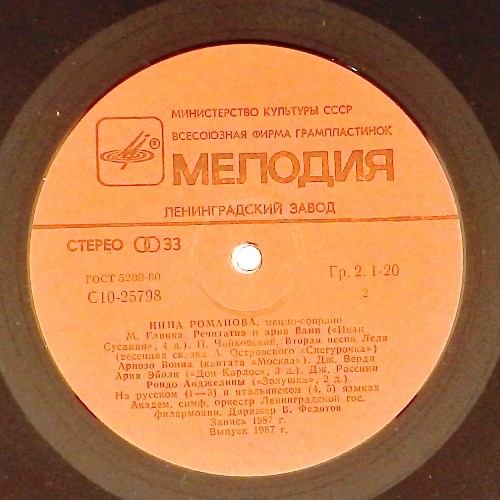 МИНИСТЕРСТВО КУЛЬТУРЫ СССР
ВСЕСОЮЗНАЯ ФИРМА ГРАМПЛАСТИНОК
®
МЕЛОДИЯ
ЛЕНИНГРАДСКИЙ ЗАВОД
СТЕРЕО 33
ГОСТ 5289-80
Гр. 2. 1-20
С10-25798
2
НИНА РОМАНОВА, меццо-сопрано
М. Глинка. Речитатив и ария Вани («Иван
Сусанин», 4 д.). П. Чайковский. Вторая песня Леля
(весенняя сказка А. Островского «Снегурочка»)
Ариозо Воина (кантата «Москва»). Дж. Верди
Ария Эболи («Дон Карлос», 3 д.). Дж. Россини
Рондо Анджелины («Золушка», 2 д.)
На русском (1—3) и итальянском (4, 5) языках
Академ. симф. оркестр Ленинградской гос.
филармонии. Дирижер В. Федотов
Запись 1987 г.
Выпуск 1987 г.